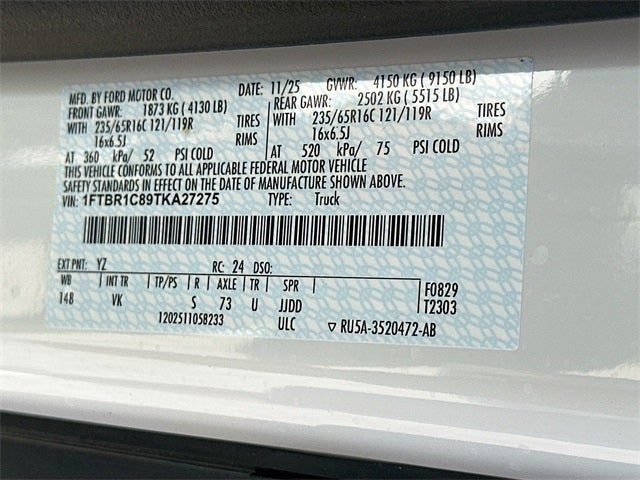 MFD. BY FORD MOTOR CO. DATE: 11/25 GVWR: 4150 KG ( 9150 LB)
FRONT GAWR: 1873 KG ( 4130 LB) REAR GAWR: 2502 KG ( 5515 LB)
WITH 235/65R16C 121/119R TIRES WITH 235/65R16C 121/119R TIRES
16x6.5J RIMS 16x6.5J RIMS
AT 360 kPa/ 52 PSI COLD AT 520 kPa/ 75 PSI COLD
THIS VEHICLE CONFORMS TO ALL APPLICABLE FEDERAL MOTOR VEHICLE
SAFETY STANDARDS IN EFFECT ON THE DATE OF MANUFACTURE SHOWN ABOVE.
VIN: 1FTBR1C89TKA27275 TYPE: Truck
EXT PNT: YZ RC: 24 DSO:
WB INT TR TP/PS R AXLE TR SPR F0829
148 VK S 73 U JJDD T2303
1202511058233 ULC ▽ RU5A-3520472-AB